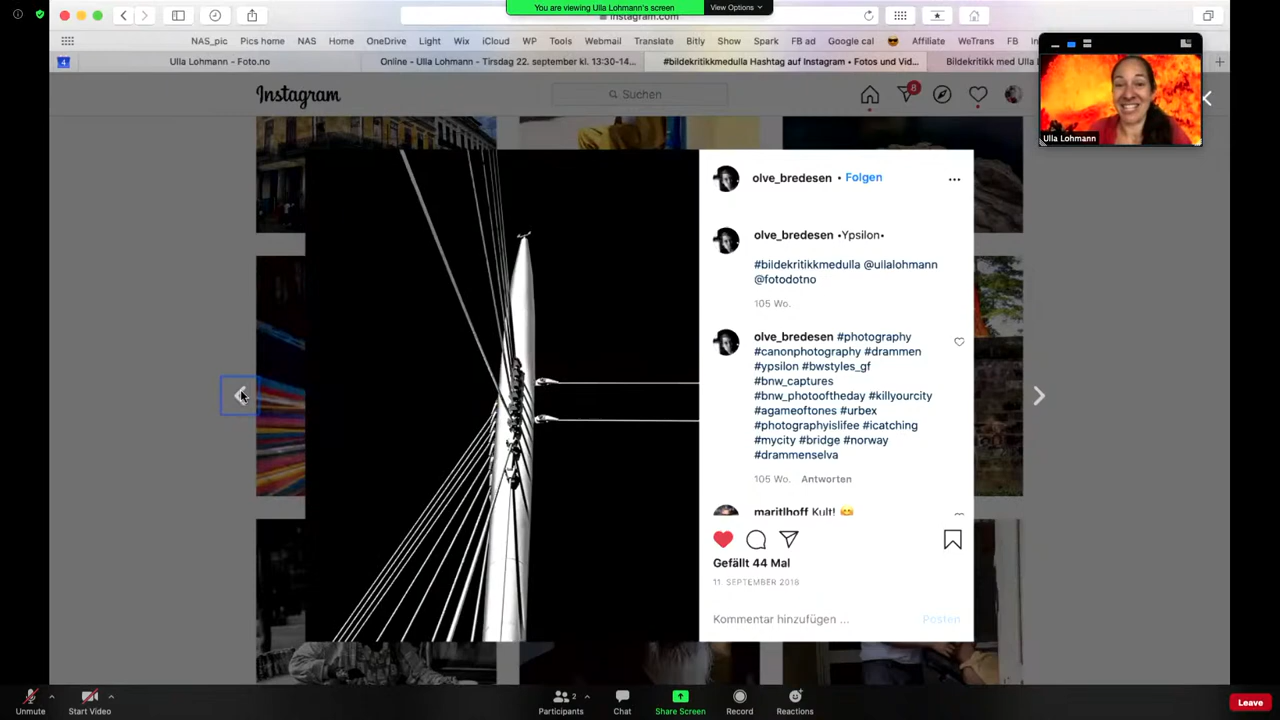 You are viewing Ulla Lohmann's screen
View Options
instagram.com
NAS_pic Pics home NAS Home OneDrive Light Wix iCloud WP Tools Webmail Translate Bitly Show Spark FB ad Google cal Affiliate WeTrans FB
4
Ulla Lohmann - Foto.no
Online - Ulla Lohmann - Tirsdag 22. september kl. 13:30-14...
#bildekritikkmedulla Hashtag auf Instagram • Fotos und Vid...
Bildekritikk med Ulla
Ulla Lohmann
Instagram
Suchen
8
olve_bredesen • Folgen
olve_bredesen •Ypsilon•
#bildekritikkmedulla @ullalohmann
@fotodotno
105 Wo.
olve_bredesen #photography
#canonphotography #drammen
#ypsilon #bwstyles_gf
#bnw_captures
#bnw_photooftheday #killyourcity
#agameoftones #urbex
#photographyislifee #icatching
#mycity #bridge #norway
#drammenselva
105 Wo. Antworten
maritlhoff Kult!
Gefällt 44 Mal
11. SEPTEMBER 2018
Kommentar hinzufügen ...
Posten
Unmute
Start Video
Participants
2
Chat
Share Screen
Record
Reactions
Leave